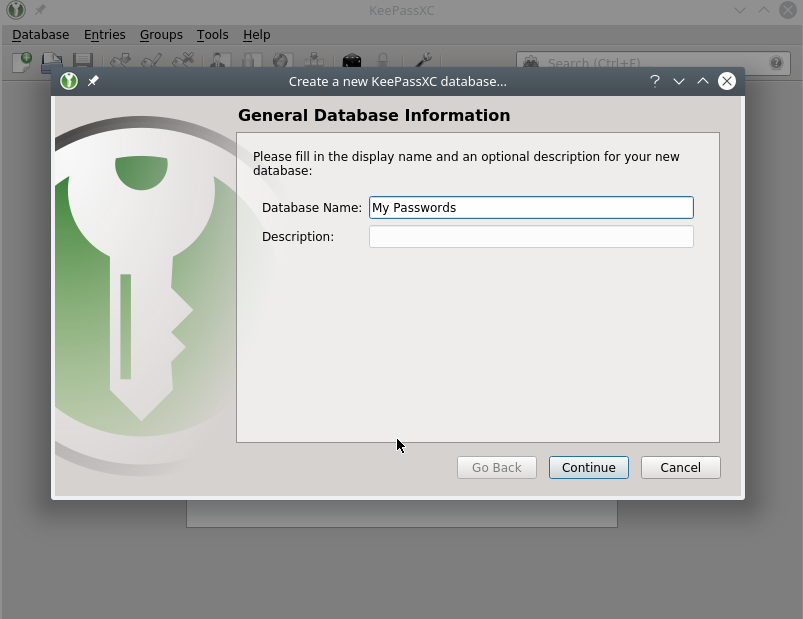 KeePassXC
Database Entries Groups Tools Help
Search (Ctrl+F)
Create a new KeePassXC database...
General Database Information
Please fill in the display name and an optional description for your new
database:
Database Name: My Passwords
Description:
Go Back Continue Cancel